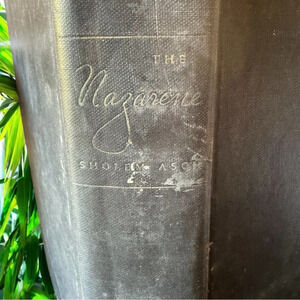 THE
Nazarene
SHOLEM ASCH